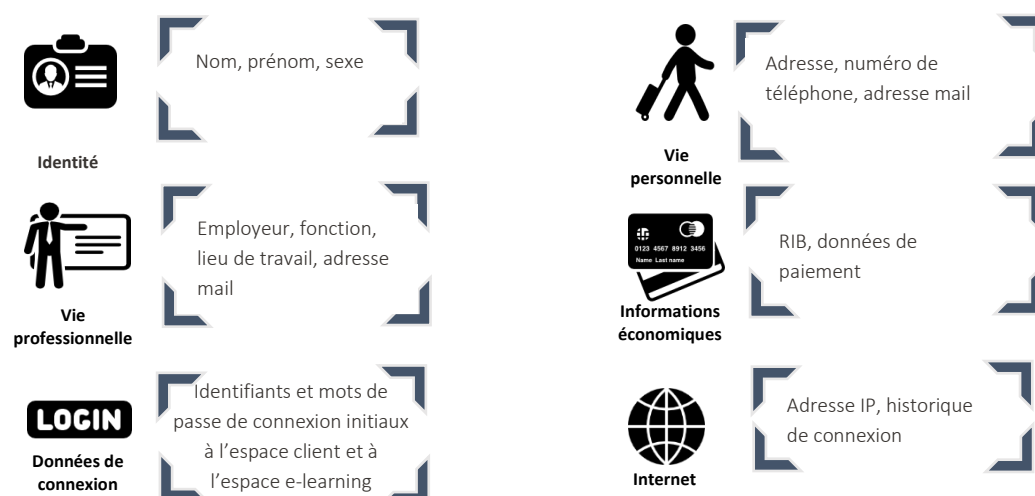 Nom, prénom, sexe
Identité
Adresse, numéro de
téléphone, adresse mail
Vie
personnelle
Employeur, fonction,
lieu de travail, adresse
mail
Vie
professionnelle
0123 4567 8912 3456
Name Last name
RIB, données de
paiement
Informations
économiques
LOGIN
Identifiants et mots de
passe de connexion initiaux
à l’espace client et à
l’espace e-learning
Données de
connexion
Adresse IP, historique
de connexion
Internet